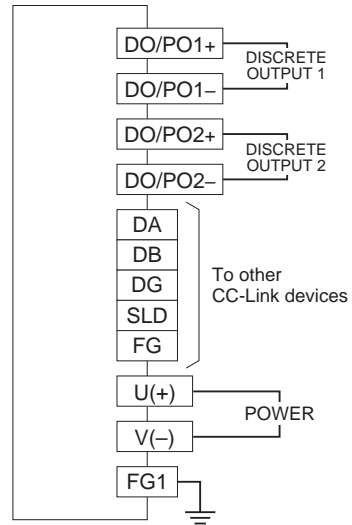 DO/PO1+
DISCRETE
OUTPUT 1
DO/PO1–
DO/PO2+
DISCRETE
OUTPUT 2
DO/PO2–
DA
DB
DG
SLD
FG
To other
CC-Link devices
U(+)
POWER
V(–)
FG1